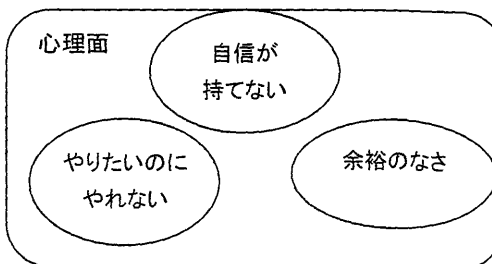 心理面
自信が
持てない
やりたいのに
やれない
余裕のなさ